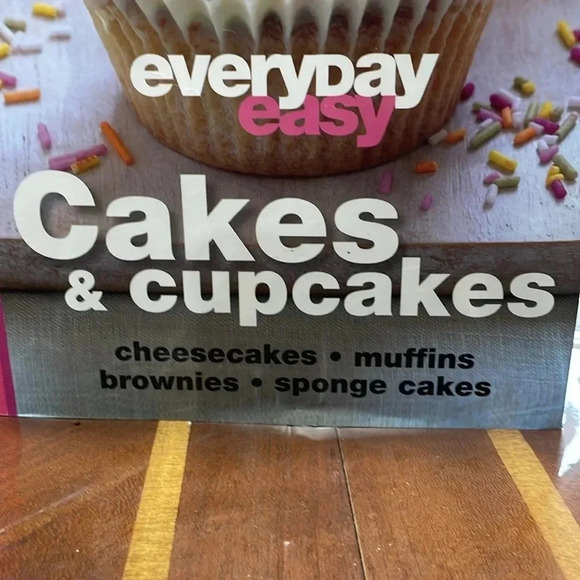 everyday
easy
Cakes
& cupcakes
cheesecakes • muffins
brownies • sponge cakes